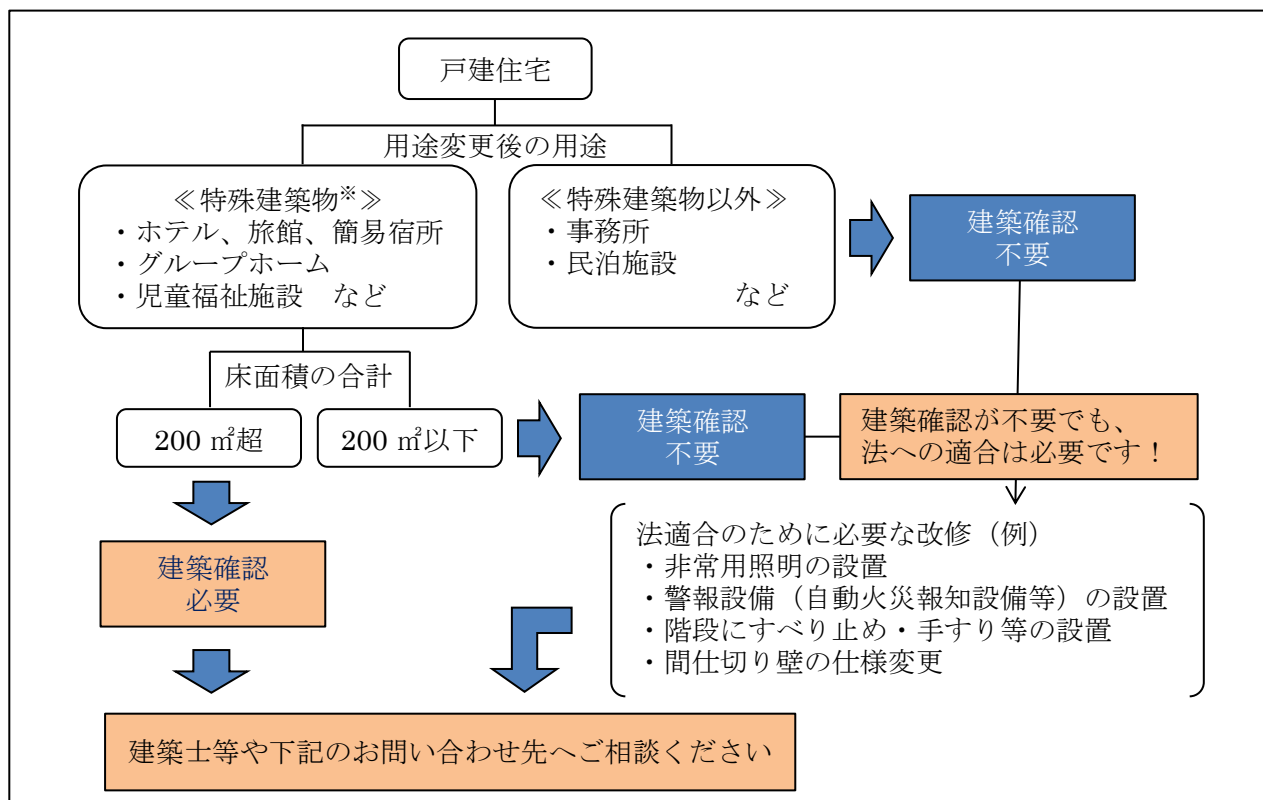 戸建住宅
用途変更後の用途
≪特殊建築物※≫
・ホテル、旅館、簡易宿所
・グループホーム
・児童福祉施設　など
≪特殊建築物以外≫
・事務所
・民泊施設
など
建築確認
不要
床面積の合計
200 ㎡超
200 ㎡以下
建築確認
不要
建築確認が不要でも、
法への適合は必要です！
建築確認
必要
法適合のために必要な改修（例）
・非常用照明の設置
・警報設備（自動火災報知設備等）の設置
・階段にすべり止め・手すり等の設置
・間仕切り壁の仕様変更
建築士等や下記のお問い合わせ先へご相談ください